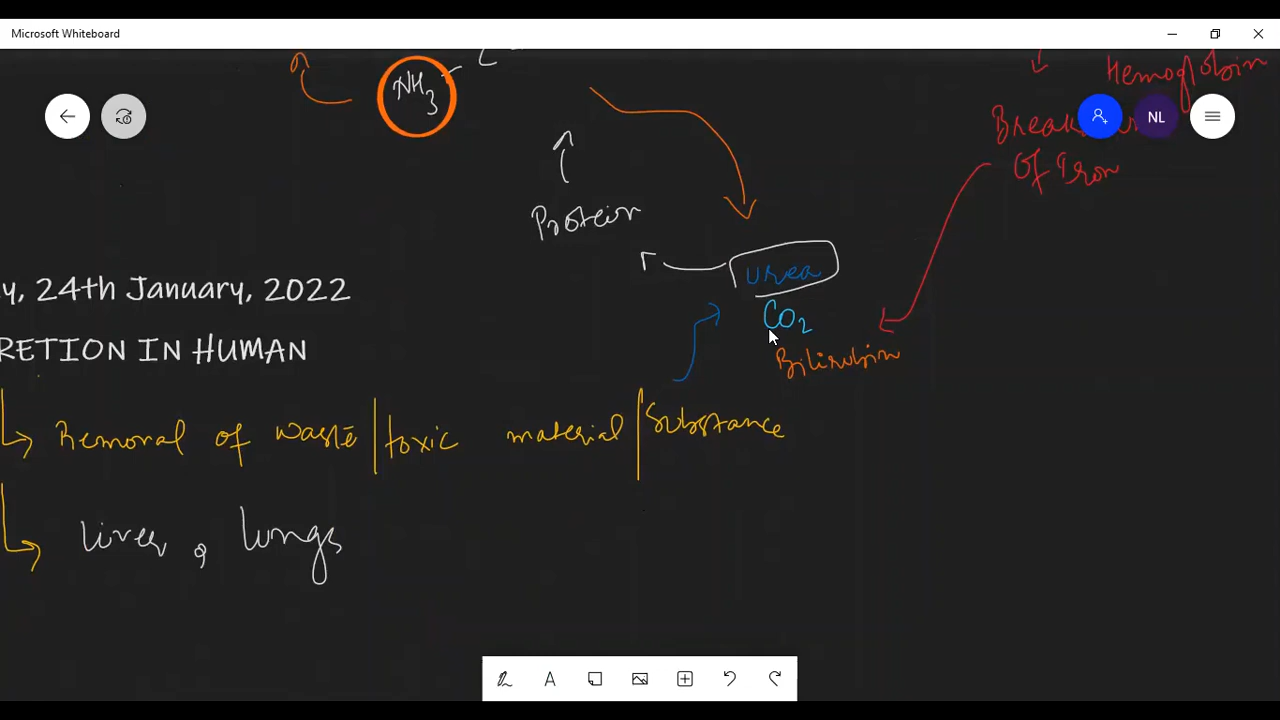 Microsoft Whiteboard
NH3
Hemoglobin
NL
Of Iron
Protein
urea
y, 24th January, 2022
CO2
RETION IN HUMAN
Bilirubin
Removal of waste | toxic material | Substance
liver, lungs